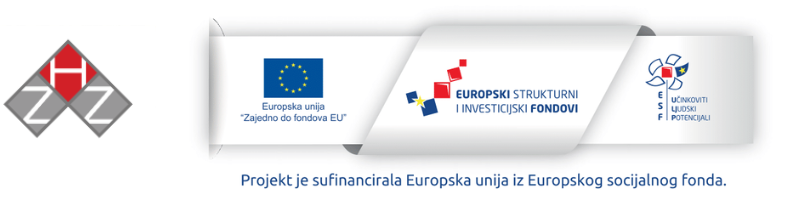 H
Z Z
Europska unija
"Zajedno do fondova EU"
EUROPSKI STRUKTURNI
I INVESTICIJSKI FONDOVI
E
S
F
UČINKOVITI
LJUDSKI
POTENCIJALI
Projekt je sufinancirala Europska unija iz Europskog socijalnog fonda.